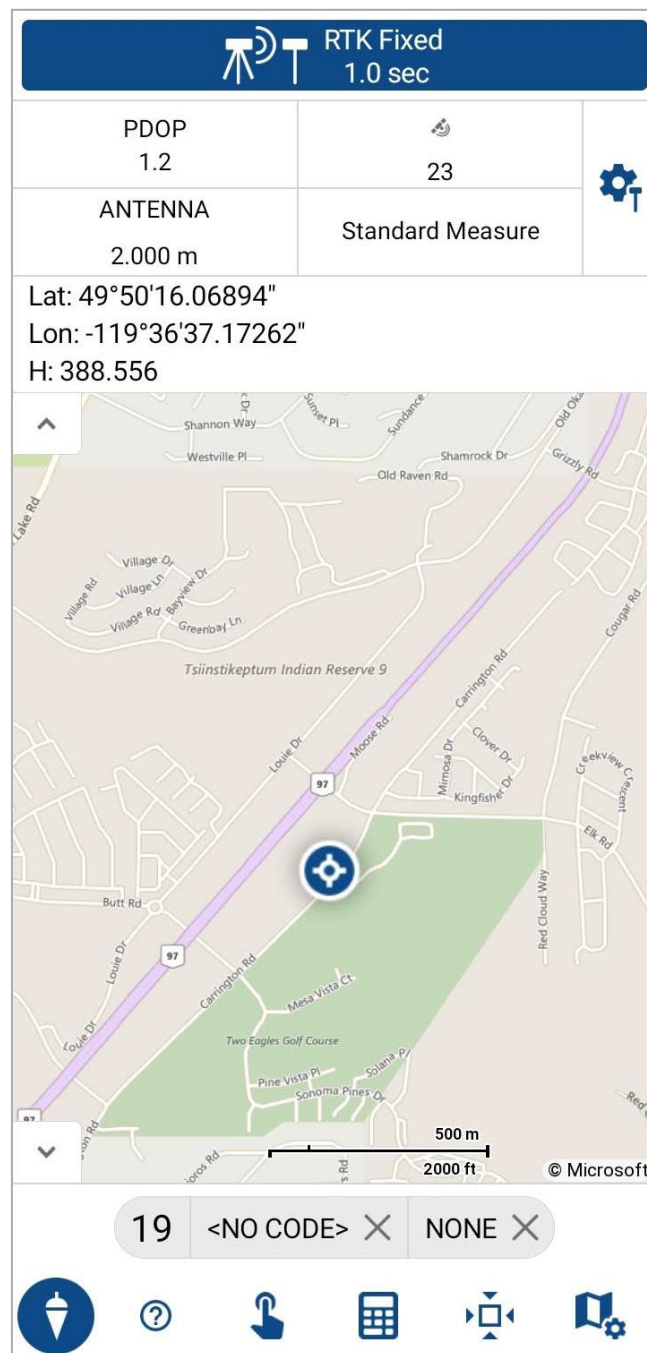 RTK Fixed
1.0 sec
PDOP
1.2
23
ANTENNA
2.000 m
Standard Measure
Lat: 49°50'16.06894"
Lon: -119°36'37.17262"
H: 388.556
Shannon Way
Sunset Pl
Sundance
Old Oka
Westville Pl
Shamrock Dr
Old Raven Rd
Grizzly Rd
Lake Rd
Village Dr
Village Ln
Bayview Dr
Village Rd
Village Rd
Greenbay Ln
Cougar Rd
Tsiinstikeptum Indian Reserve 9
Carrington Rd
Moose Rd
Louie Dr
Clover Dr
Mimosa Dr
Creekview Crescent
97
Kingfisher Dr
Elk Rd
Butt Rd
Red Cloud Way
Louie Dr
97
Carrington Rd
Mesa Vista Ct
Louie Dr
Two Eagles Golf Course
Solana Pl
Pine Vista Pl
Sonoma Pines Dr
Red
97
on Rd
500 m
2000 ft
© Microsoft
19
<NO CODE>
NONE